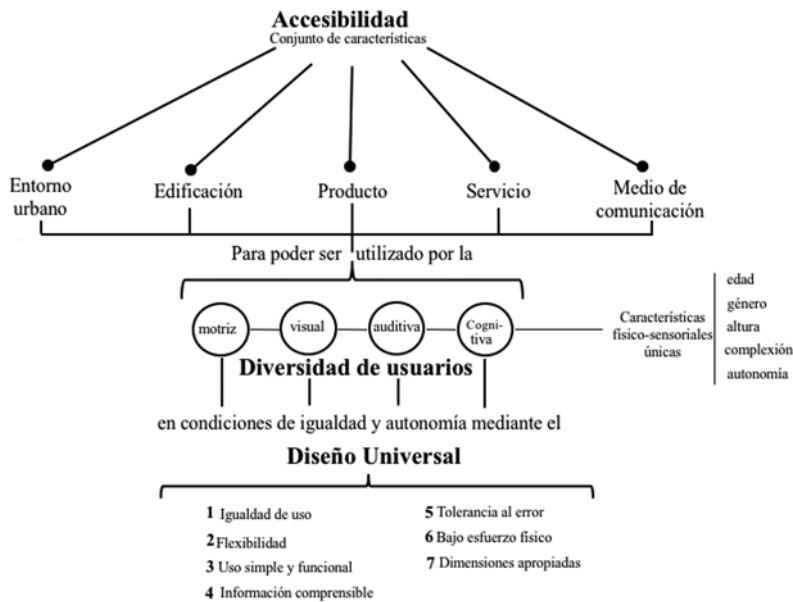 Accesibilidad
Conjunto de características
Entorno
urbano
Edificación
Producto
Servicio
Medio de
comunicación
Para poder ser utilizado por la
motriz
visual
auditiva
Cogni-
tiva
Características
físico-sensoriales
únicas
edad
género
altura
complexión
autonomía
Diversidad de usuarios
en condiciones de igualdad y autonomía mediante el
Diseño Universal
1 Igualdad de uso
2 Flexibilidad
3 Uso simple y funcional
4 Información comprensible
5 Tolerancia al error
6 Bajo esfuerzo físico
7 Dimensiones apropiadas